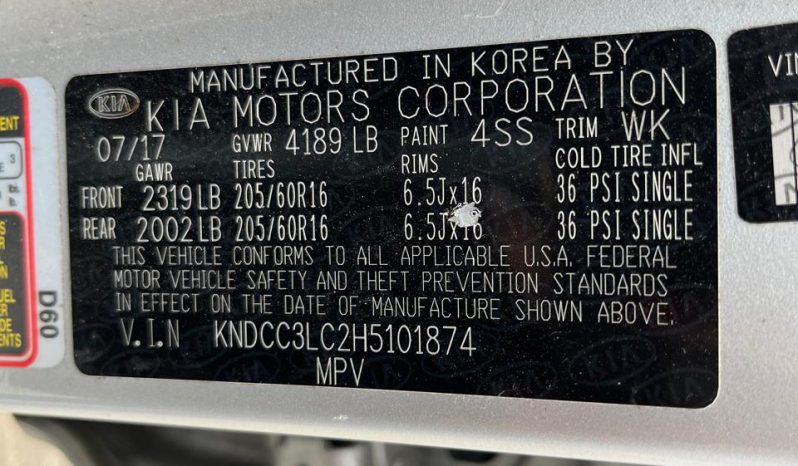 MANUFACTURED IN KOREA BY
KIA KIA MOTORS CORPORATION
07/17 GVWR 4189 LB PAINT 4SS TRIM WK
GAWR TIRES RIMS COLD TIRE INFL
FRONT 2319 LB 205/60R16 6.5Jx16 36 PSI SINGLE
REAR 2002 LB 205/60R16 6.5Jx16 36 PSI SINGLE
THIS VEHICLE CONFORMS TO ALL APPLICABLE U.S.A. FEDERAL
MOTOR VEHICLE SAFETY AND THEFT PREVENTION STANDARDS
IN EFFECT ON THE DATE OF MANUFACTURE SHOWN ABOVE.
V.I.N KNDCC3LC2H5101874
MPV
D60
VIN